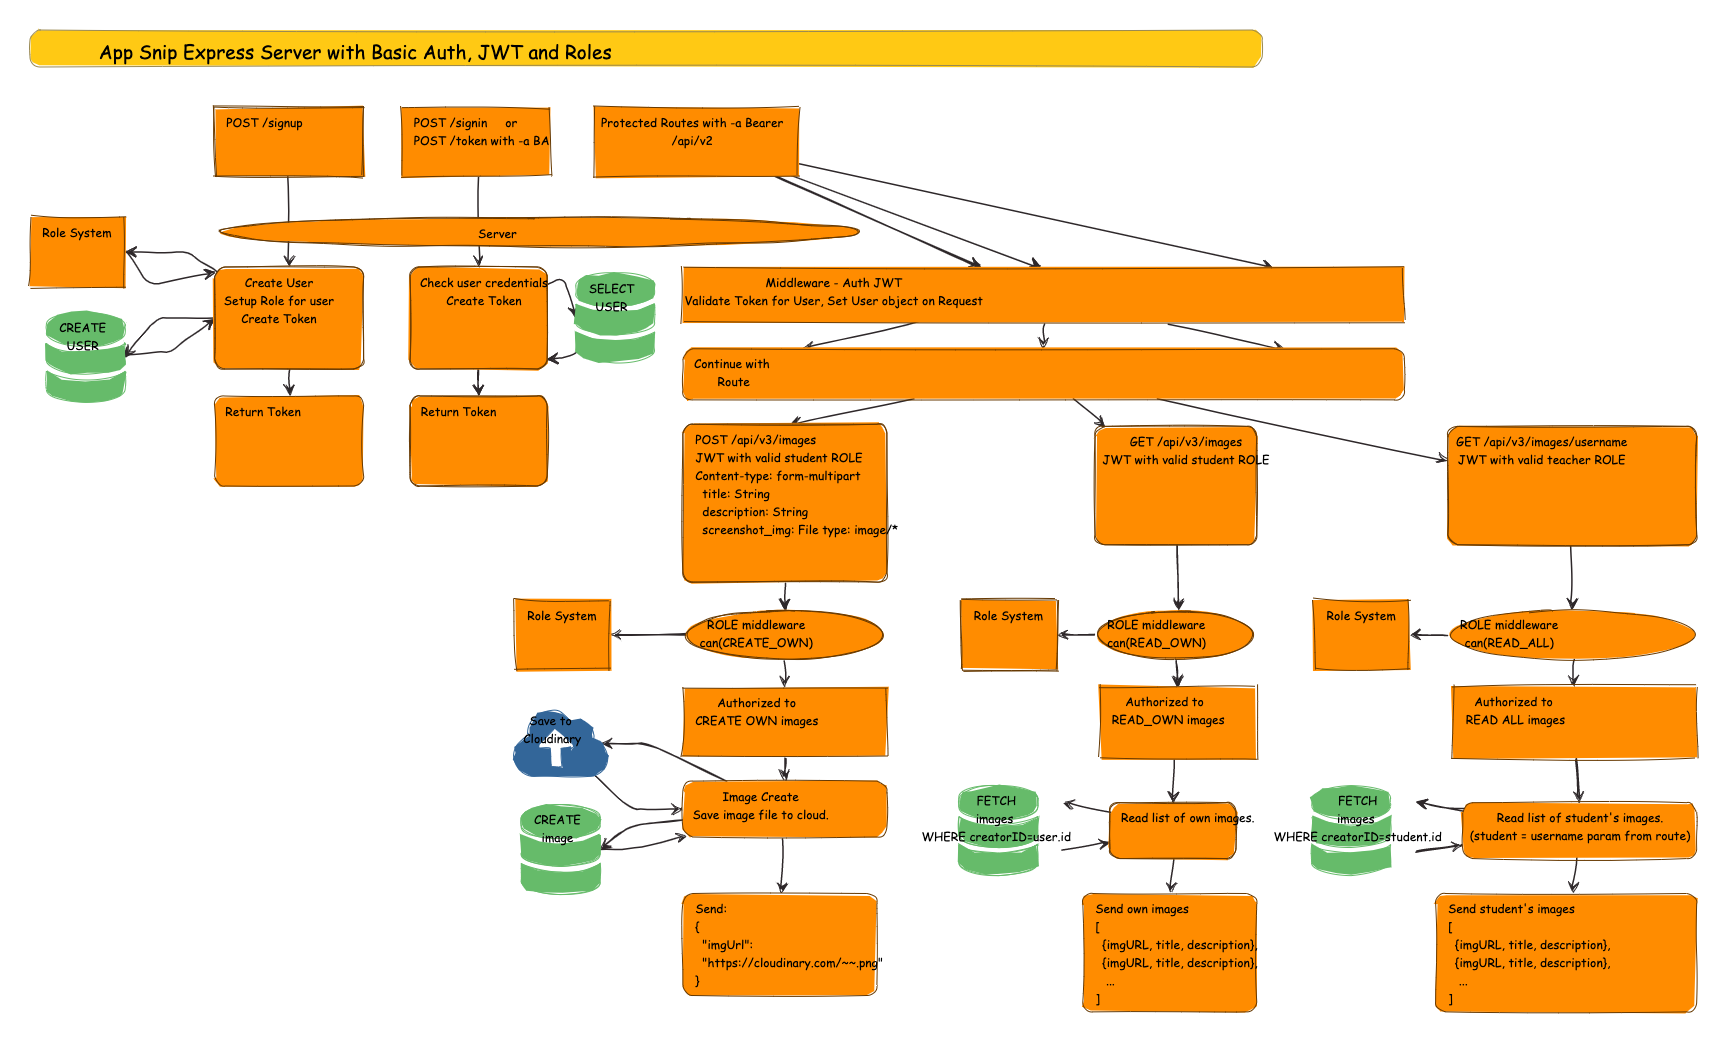 App Snip Express Server with Basic Auth, JWT and Roles
POST /signup
POST /signin or
POST /token with -a BA
Protected Routes with -a Bearer
/api/v2
Server
Role System
Create User
Setup Role for user
Create Token
CREATE
USER
Return Token
Check user credentials
Create Token
SELECT
USER
Return Token
Middleware - Auth JWT
Validate Token for User, Set User object on Request
Continue with
Route
POST /api/v3/images
JWT with valid student ROLE
Content-type: form-multipart
title: String
description: String
screenshot_img: File type: image/*
Role System
ROLE middleware
can(CREATE_OWN)
Authorized to
CREATE OWN images
Save to
Cloudinary
Image Create
Save image file to cloud.
CREATE
image
Send:
{
"imgUrl":
"https://cloudinary.com/~~.png"
}
GET /api/v3/images
JWT with valid student ROLE
Role System
ROLE middleware
can(READ_OWN)
Authorized to
READ_OWN images
FETCH
images
WHERE creatorID=user.id
Read list of own images.
Send own images
[
{imgURL, title, description},
{imgURL, title, description},
...
]
GET /api/v3/images/username
JWT with valid teacher ROLE
Role System
ROLE middleware
can(READ_ALL)
Authorized to
READ ALL images
FETCH
images
WHERE creatorID=student.id
Read list of student's images.
(student = username param from route)
Send student's images
[
{imgURL, title, description},
{imgURL, title, description},
...
]